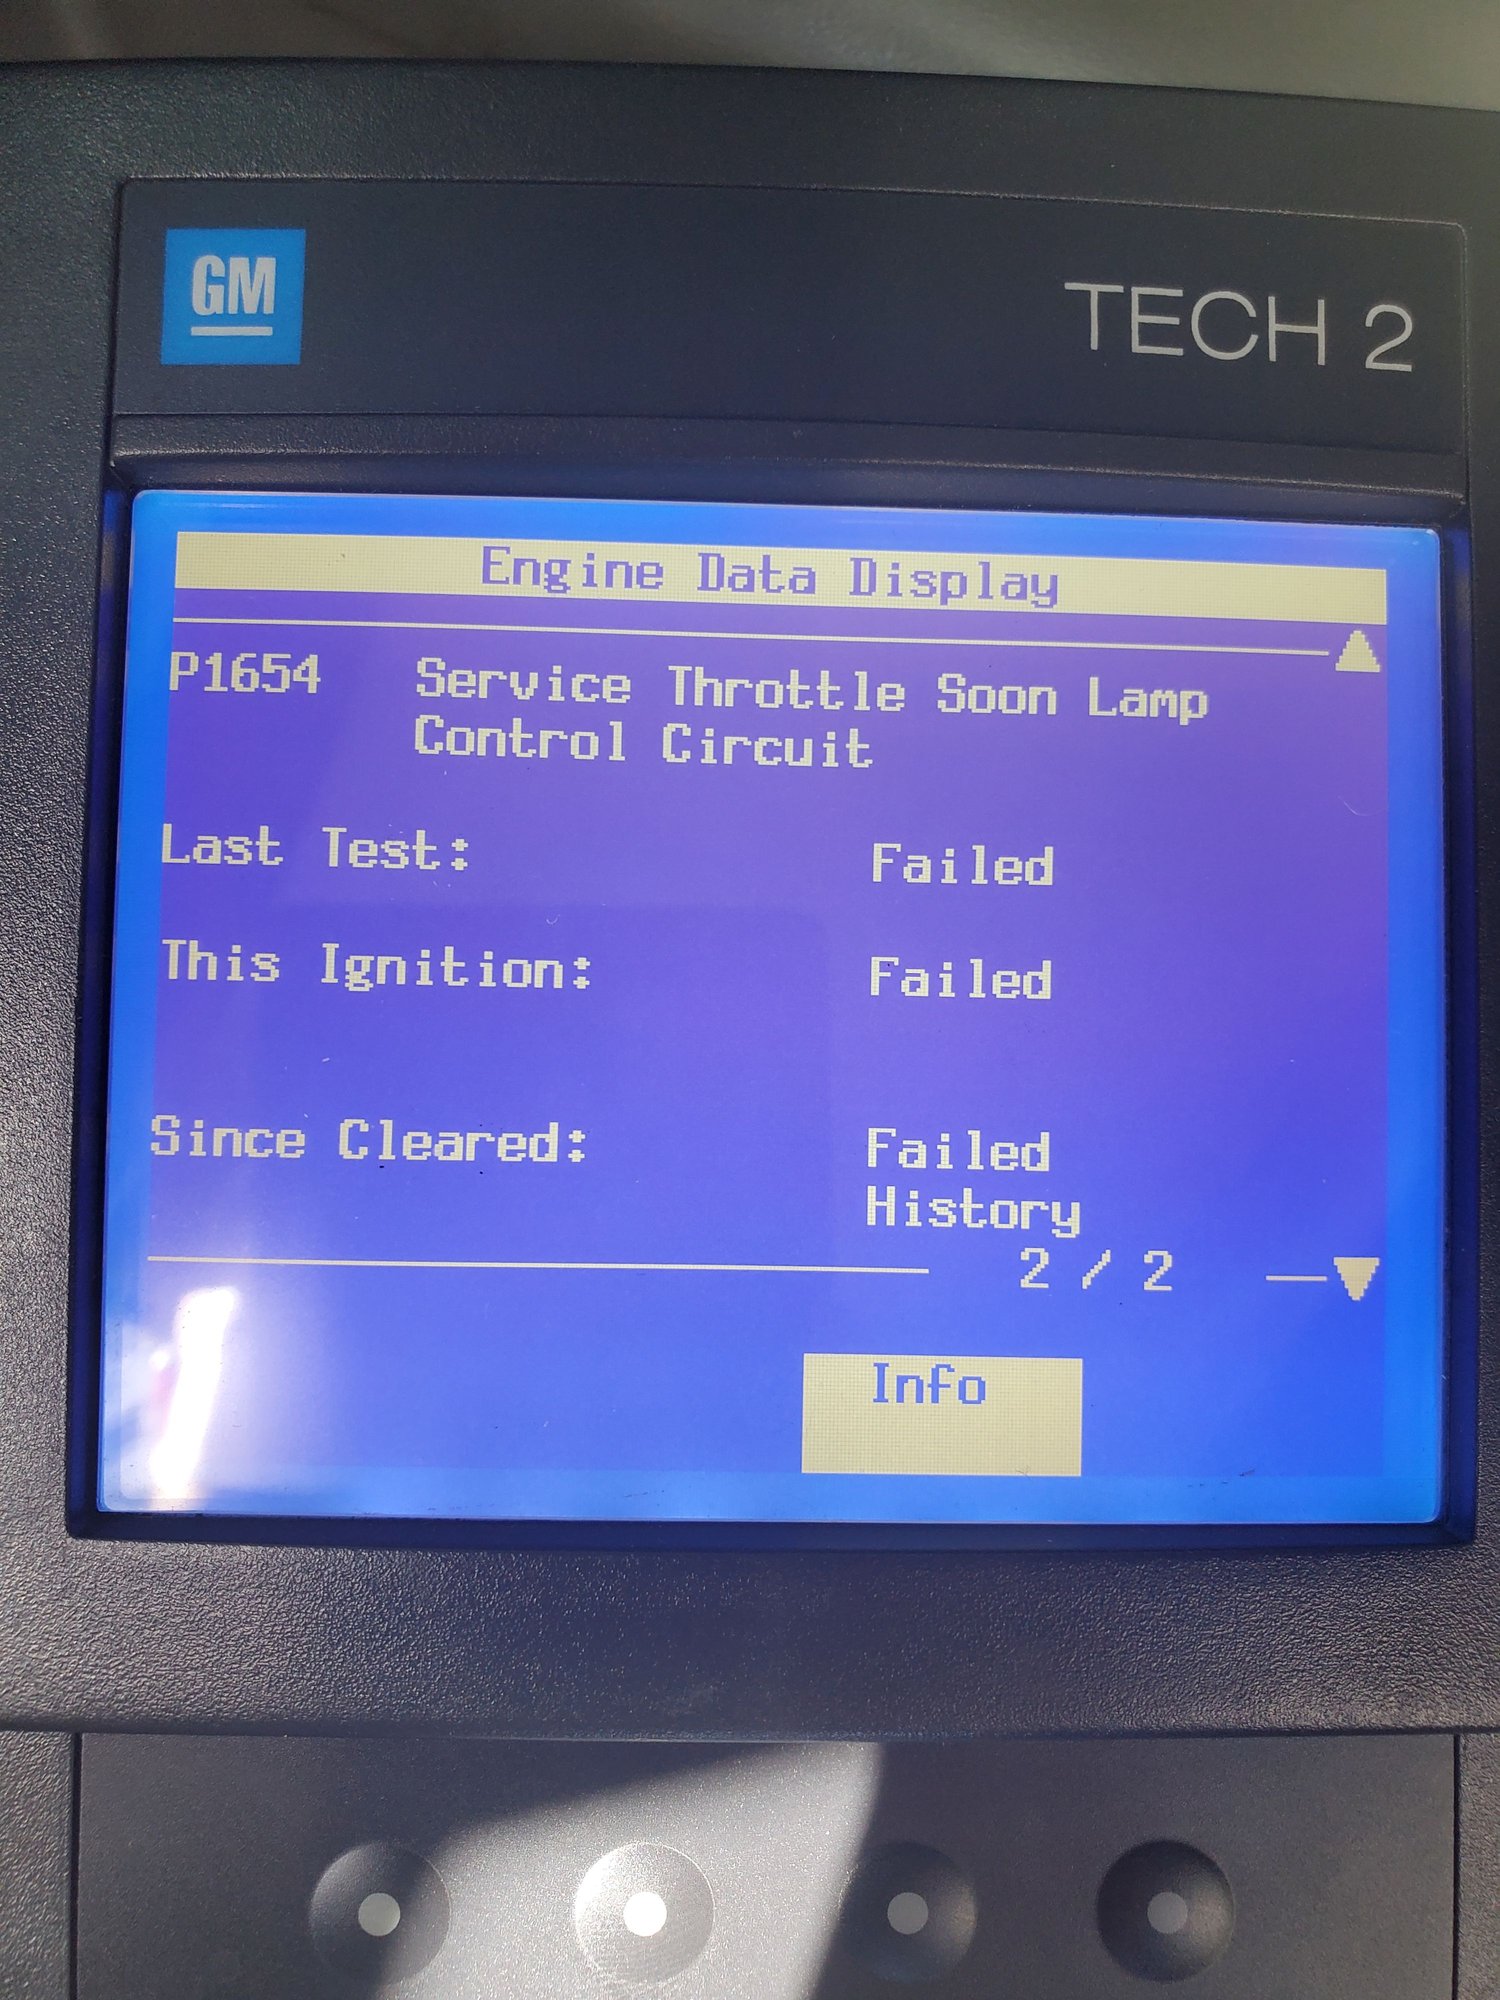 GM
TECH 2
Engine Data Display
P1654 Service Throttle Soon Lamp
Control Circuit
Last Test: Failed
This Ignition: Failed
Since Cleared: Failed
History
2 / 2
Info